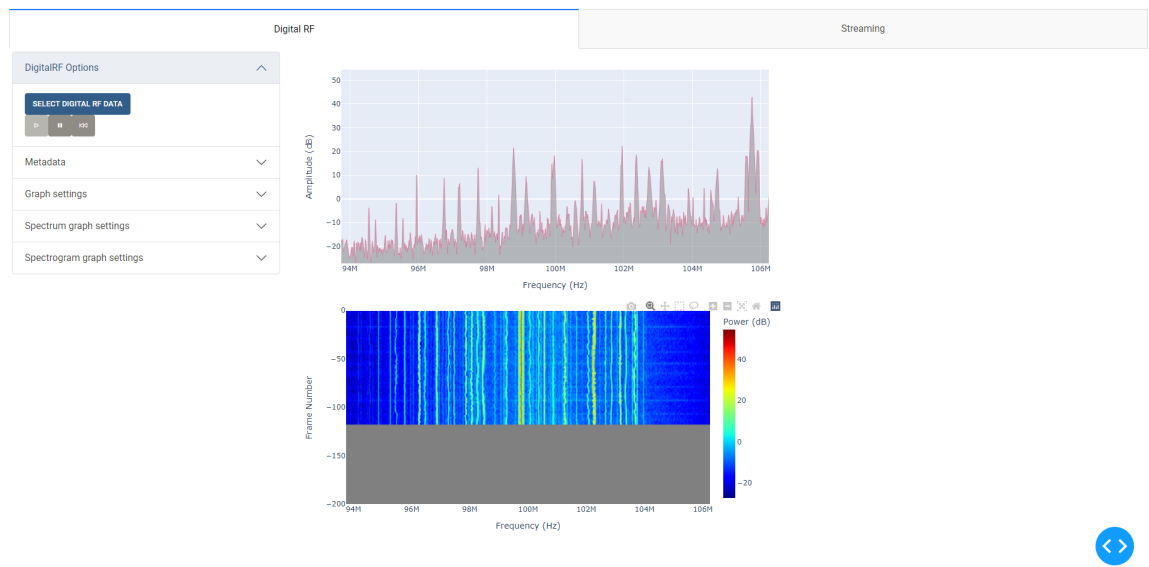 Digital RF
Streaming
DigitalRF Options
SELECT DIGITAL RF DATA
Metadata
Graph settings
Spectrum graph settings
Spectrogram graph settings
Amplitude (dB)
50
40
30
20
10
0
−10
−20
94M 96M 98M 100M 102M 104M 106M
Frequency (Hz)
Frame Number
0
−50
−100
−150
−200
94M 96M 98M 100M 102M 104M 106M
Frequency (Hz)
Power (dB)
40
20
0
−20